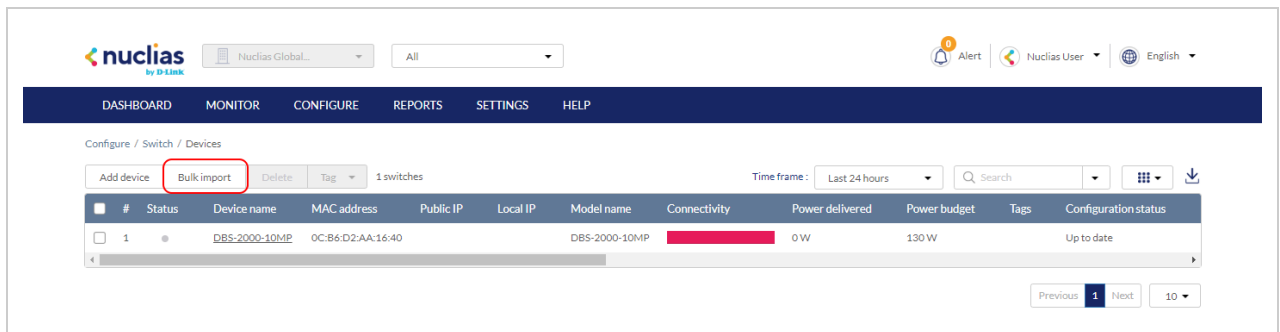 nuclias
by D-Link
Nuclias Global...
All
0
Alert
Nuclias User
English
DASHBOARD MONITOR CONFIGURE REPORTS SETTINGS HELP
Configure / Switch / Devices
Add device Bulk import Delete Tag 1 switches Time frame : Last 24 hours Search
# Status Device name MAC address Public IP Local IP Model name Connectivity Power delivered Power budget Tags Configuration status
1 DBS-2000-10MP 0C:B6:D2:AA:16:40 DBS-2000-10MP 0 W 130 W Up to date
Previous 1 Next 10